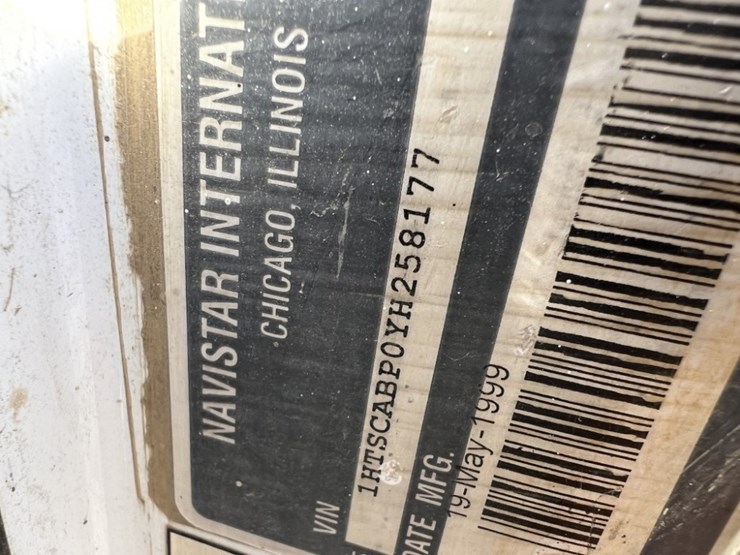 NAVISTAR INTERNAT
CHICAGO, ILLINOIS
VIN
1HTSCABP0YH258177
DATE MFG.
19-May-1999